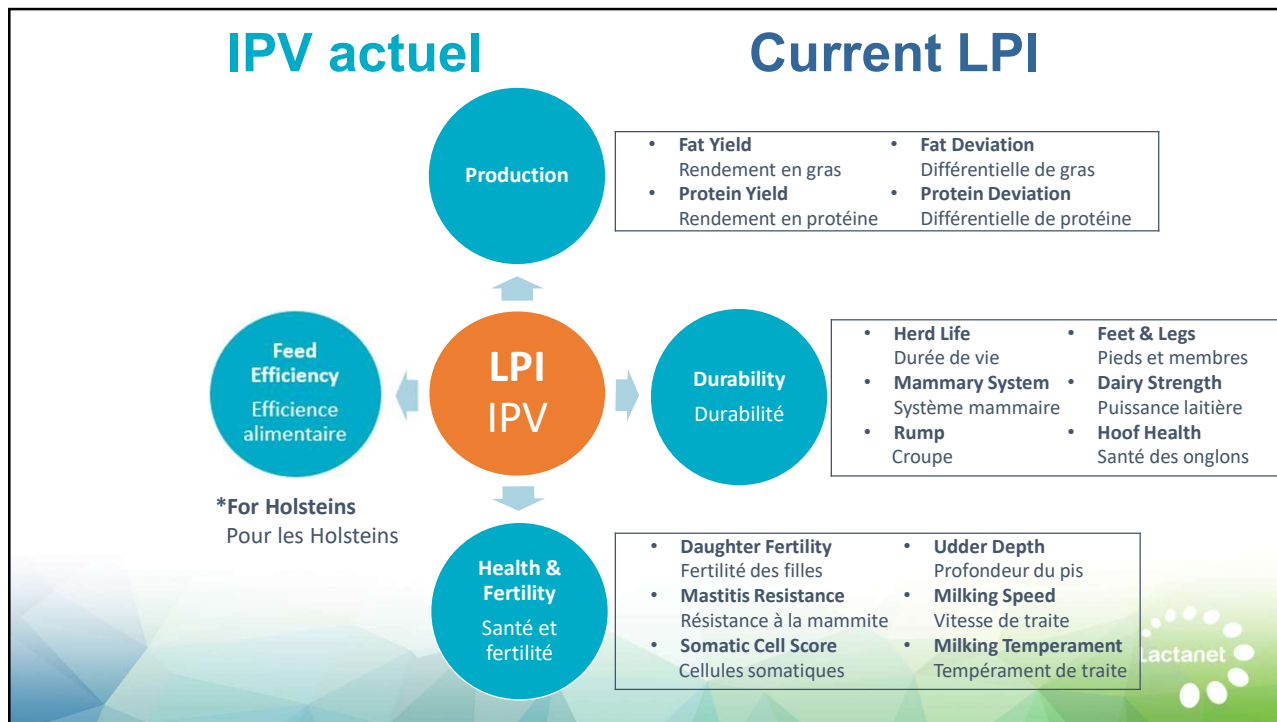 IPV actuel
Current LPI
Production
• Fat Yield
Rendement en gras
• Protein Yield
Rendement en protéine
• Fat Deviation
Différentielle de gras
• Protein Deviation
Différentielle de protéine
Feed
Efficiency
Efficience
alimentaire
*For Holsteins
Pour les Holsteins
LPI
IPV
Durability
Durabilité
• Herd Life
Durée de vie
• Mammary System
Système mammaire
• Rump
Croupe
• Feet & Legs
Pieds et membres
• Dairy Strength
Puissance laitière
• Hoof Health
Santé des onglons
Health &
Fertility
Santé et
fertilité
• Daughter Fertility
Fertilité des filles
• Mastitis Resistance
Résistance à la mammite
• Somatic Cell Score
Cellules somatiques
• Udder Depth
Profondeur du pis
• Milking Speed
Vitesse de traite
• Milking Temperament
Tempérament de traite
Lactanet